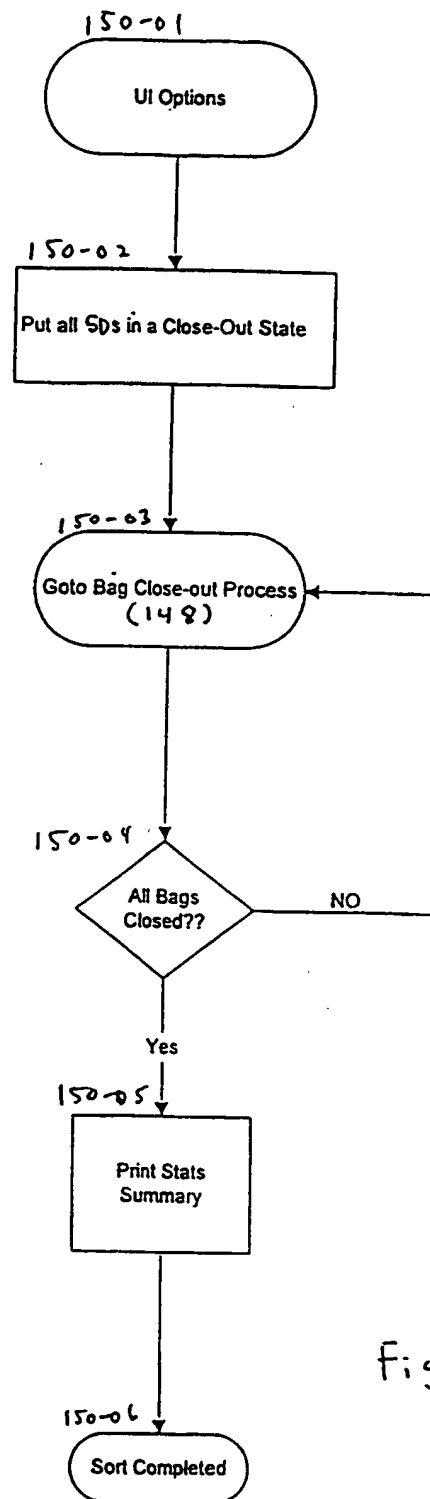 150-01
UI Options
150-02
Put all SDs in a Close-Out State
150-03
Goto Bag Close-out Process
(148)
150-04
All Bags
Closed??
NO
Yes
150-05
Print Stats
Summary
Fig
150-06
Sort Completed